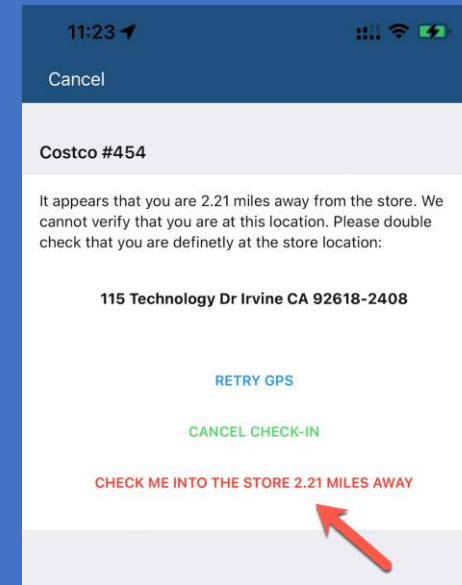 11:23
Cancel
Costco #454
It appears that you are 2.21 miles away from the store. We
cannot verify that you are at this location. Please double
check that you are definetly at the store location:
115 Technology Dr Irvine CA 92618-2408
RETRY GPS
CANCEL CHECK-IN
CHECK ME INTO THE STORE 2.21 MILES AWAY